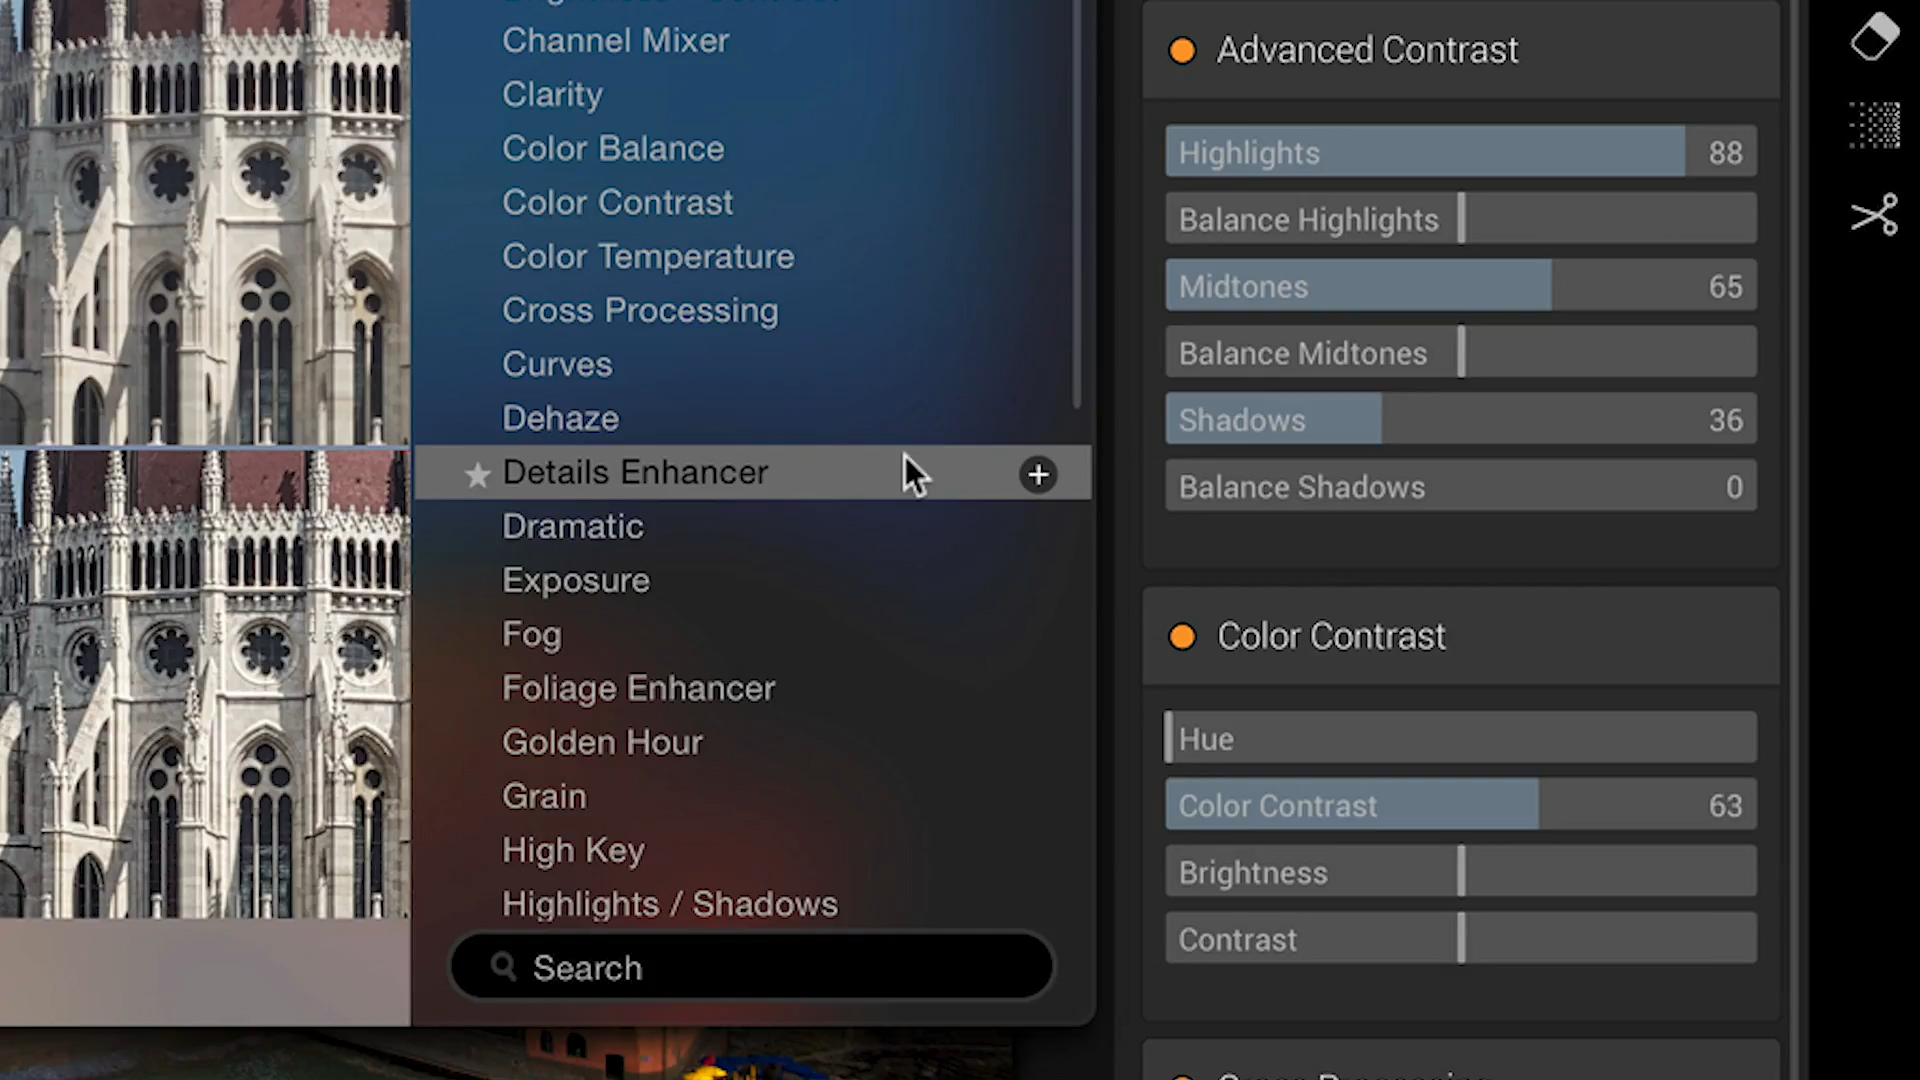 Channel Mixer
Clarity
Color Balance
Color Contrast
Color Temperature
Cross Processing
Curves
Dehaze
Details Enhancer
Dramatic
Exposure
Fog
Foliage Enhancer
Golden Hour
Grain
High Key
Highlights / Shadows
Search
Advanced Contrast
Highlights 88
Balance Highlights
Midtones 65
Balance Midtones
Shadows 36
Balance Shadows 0
Color Contrast
Hue
Color Contrast 63
Brightness
Contrast